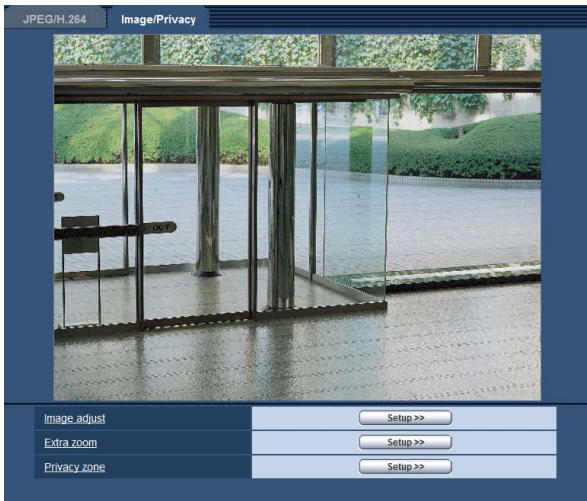 JPEG/H.264 Image/Privacy
OUT
Image adjust Setup >>
Extra zoom Setup >>
Privacy zone Setup >>